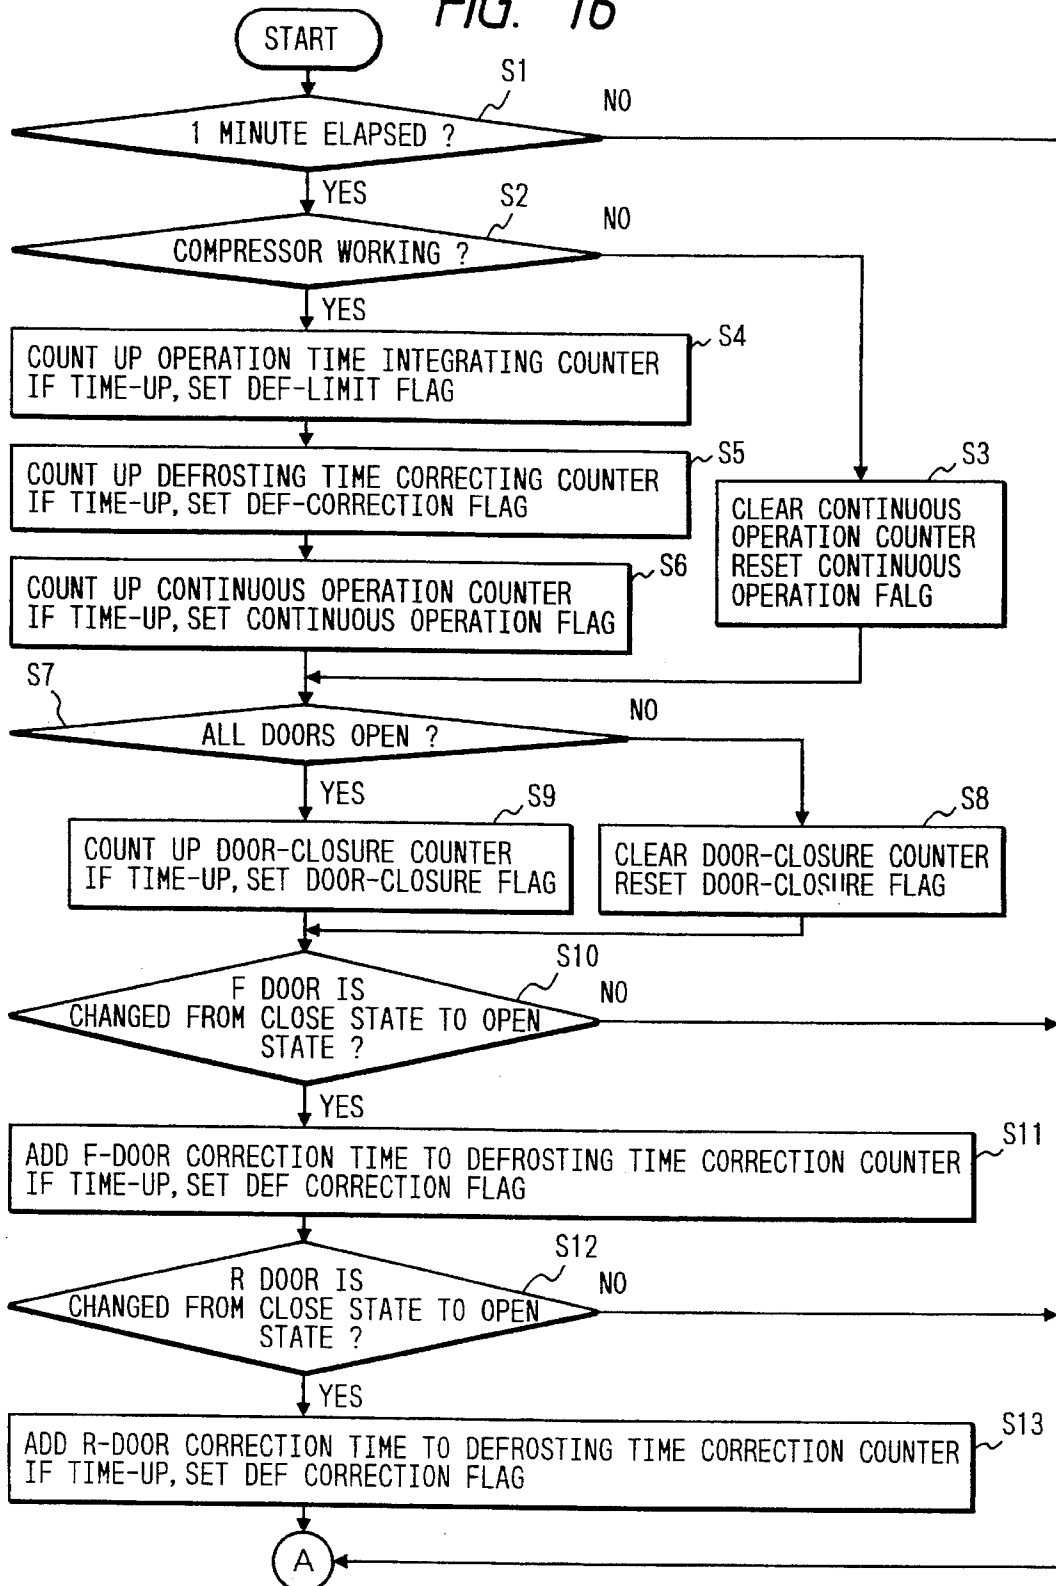 FIG. 16
START
S1
NO
1 MINUTE ELAPSED ?
YES
S2
NO
COMPRESSOR WORKING ?
YES
S4
COUNT UP OPERATION TIME INTEGRATING COUNTER
IF TIME-UP, SET DEF-LIMIT FLAG
S5
COUNT UP DEFROSTING TIME CORRECTING COUNTER
IF TIME-UP, SET DEF-CORRECTION FLAG
S3
CLEAR CONTINUOUS
OPERATION COUNTER
RESET CONTINUOUS
OPERATION FALG
S6
COUNT UP CONTINUOUS OPERATION COUNTER
IF TIME-UP, SET CONTINUOUS OPERATION FLAG
S7
NO
ALL DOORS OPEN ?
YES
S9
COUNT UP DOOR-CLOSURE COUNTER
IF TIME-UP, SET DOOR-CLOSURE FLAG
S8
CLEAR DOOR-CLOSURE COUNTER
RESET DOOR-CLOSURE FLAG
S10
NO
F DOOR IS
CHANGED FROM CLOSE STATE TO OPEN
STATE ?
YES
S11
ADD F-DOOR CORRECTION TIME TO DEFROSTING TIME CORRECTION COUNTER
IF TIME-UP, SET DEF CORRECTION FLAG
S12
NO
R DOOR IS
CHANGED FROM CLOSE STATE TO OPEN
STATE ?
YES
S13
ADD R-DOOR CORRECTION TIME TO DEFROSTING TIME CORRECTION COUNTER
IF TIME-UP, SET DEF CORRECTION FLAG
A